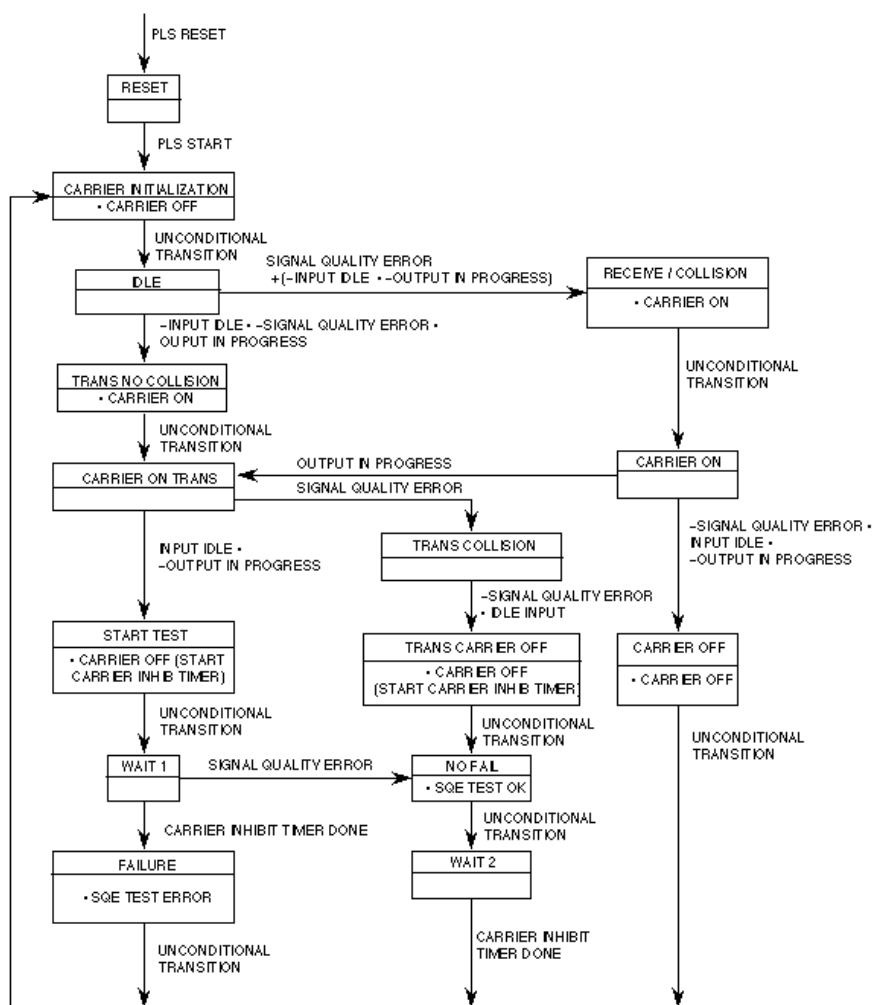 PLS RESET
RESET
PLS START
CARRIER INITIALIZATION
• CARRIER OFF
UNCONDITIONAL
TRANSITION
IDLE
SIGNAL QUALITY ERROR
+(~INPUT IDLE • ~OUTPUT IN PROGRESS)
RECEIVE / COLLISION
• CARRIER ON
~INPUT IDLE • ~SIGNAL QUALITY ERROR •
OUPUT IN PROGRESS
TRANS NO COLLISION
• CARRIER ON
UNCONDITIONAL
TRANSITION
UNCONDITIONAL
TRANSITION
CARRIER ON TRANS
OUTPUT IN PROGRESS
SIGNAL QUALITY ERROR
CARRIER ON
INPUT IDLE •
~OUTPUT IN PROGRESS
TRANS COLLISION
~SIGNAL QUALITY ERROR •
INPUT IDLE •
~OUTPUT IN PROGRESS
~SIGNAL QUALITY ERROR
• IDLE INPUT
START TEST
• CARRIER OFF (START
CARRIER INHIB TIMER)
TRANS CARRIER OFF
• CARRIER OFF
(START CARRIER INHIB TIMER)
CARRIER OFF
• CARRIER OFF
UNCONDITIONAL
TRANSITION
UNCONDITIONAL
TRANSITION
UNCONDITIONAL
TRANSITION
WAIT 1
SIGNAL QUALITY ERROR
NO FAIL
• SQE TEST OK
CARRIER INHIBIT TIMER DONE
UNCONDITIONAL
TRANSITION
FAILURE
• SQE TEST ERROR
WAIT 2
UNCONDITIONAL
TRANSITION
CARRIER INHIBIT
TIMER DONE